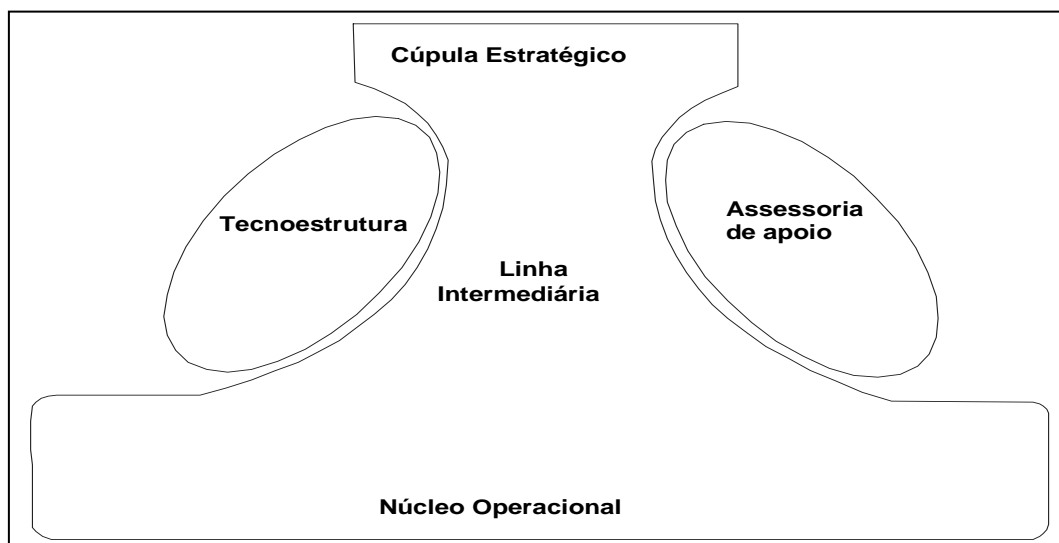 Cúpula Estratégico
Tecnoestrutura
Assessoria
de apoio
Linha
Intermediária
Núcleo Operacional